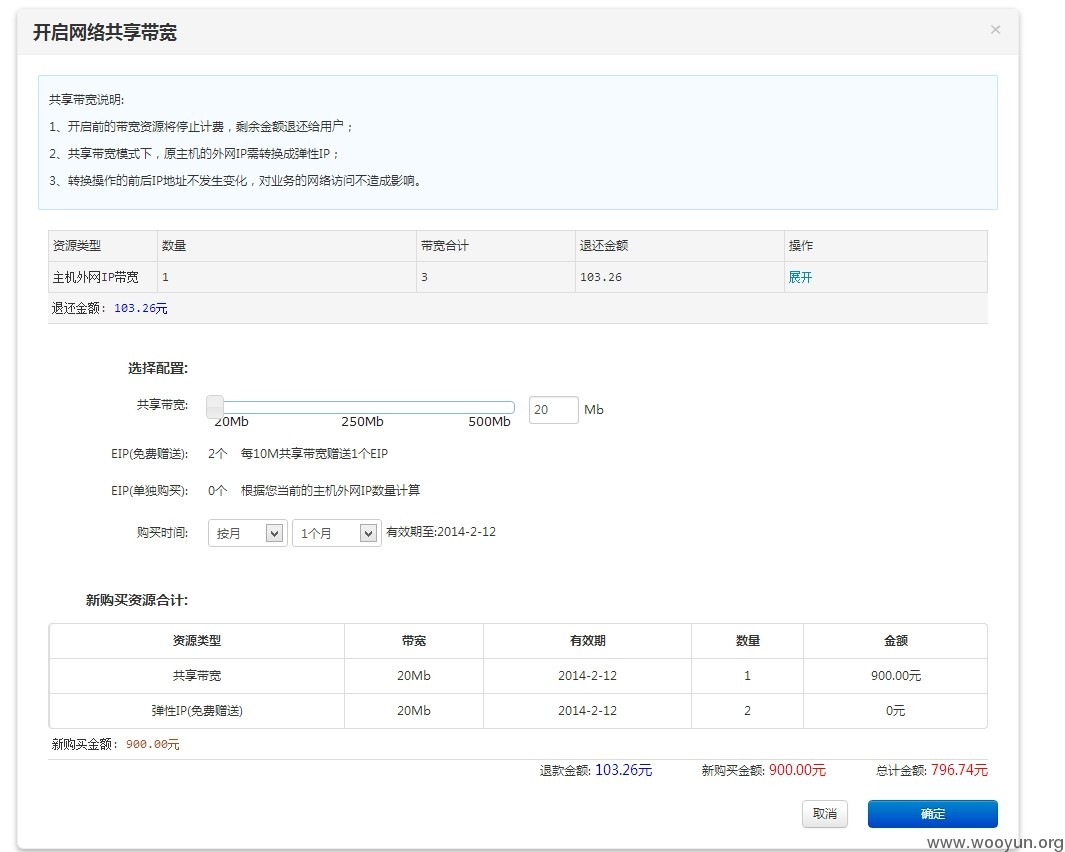 开启网络共享带宽 ×
共享带宽说明:
1、开启前的带宽资源将停止计费，剩余金额退还给用户；
2、共享带宽模式下，原主机的外网IP需转换成弹性IP；
3、转换操作的前后IP地址不发生变化，对业务的网络访问不造成影响。
资源类型 数量 带宽合计 退还金额 操作
主机外网IP带宽 1 3 103.26 展开
退还金额: 103.26元
选择配置:
共享带宽: 20 Mb
20Mb 250Mb 500Mb
EIP(免费赠送): 2个 每10M共享带宽赠送1个EIP
EIP(单独购买): 0个 根据您当前的主机外网IP数量计算
购买时间: 按月 1个月 有效期至:2014-2-12
新购买资源合计:
资源类型 带宽 有效期 数量 金额
共享带宽 20Mb 2014-2-12 1 900.00元
弹性IP(免费赠送) 20Mb 2014-2-12 2 0元
新购买金额: 900.00元
退款金额: 103.26元 新购买金额: 900.00元 总计金额: 796.74元
取消 确定
www.wooyun.org